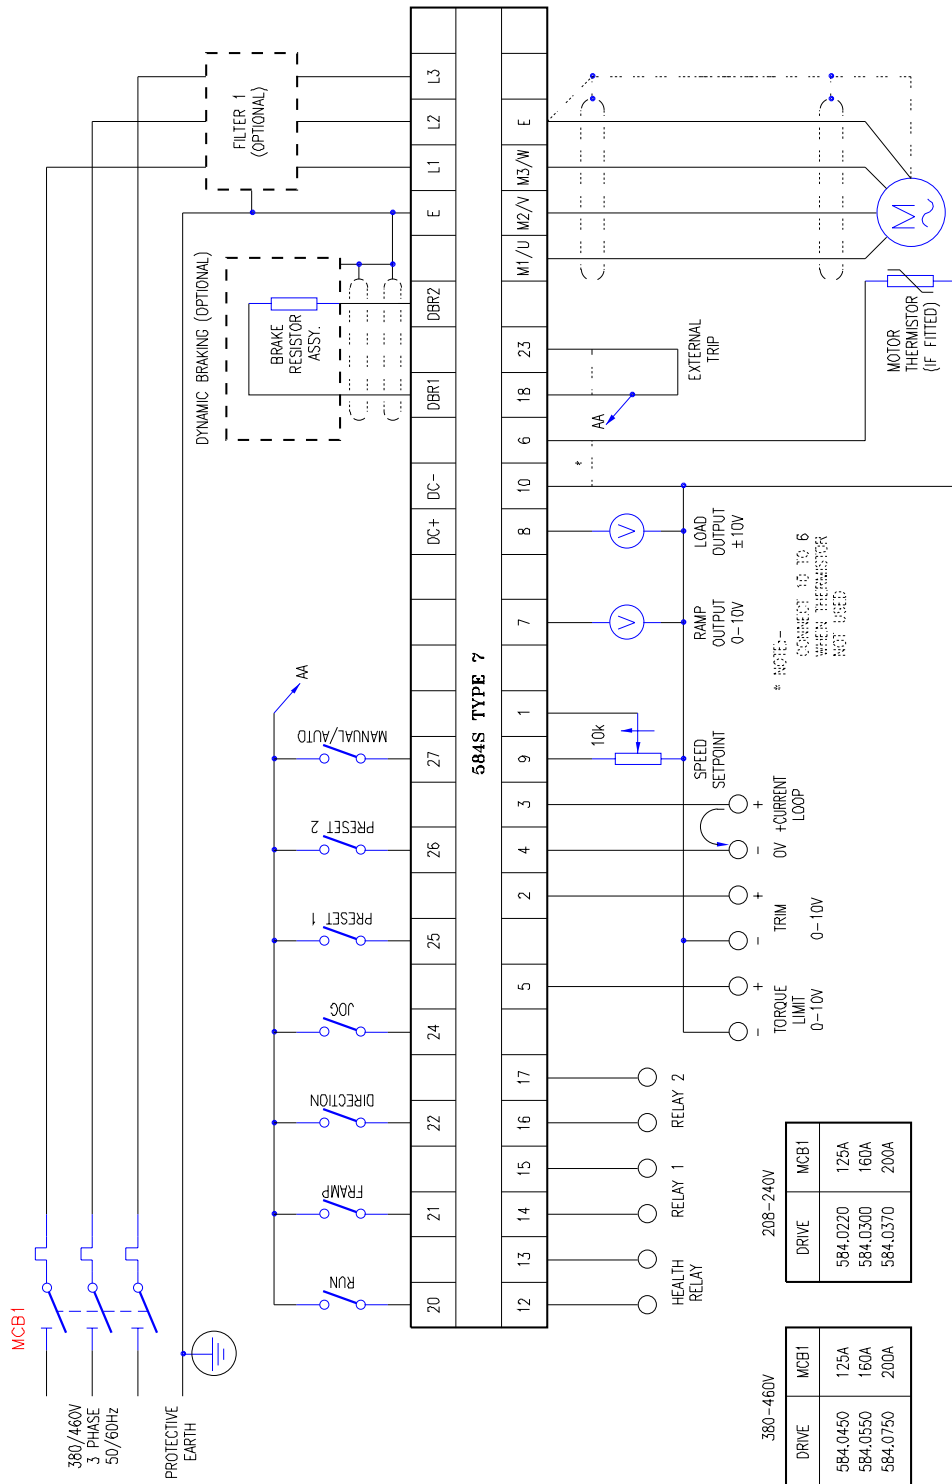 MCB1
380/460V
3 PHASE
50/60Hz
PROTECTIVE
EARTH
FILTER 1
(OPTIONAL)
DYNAMIC BRAKING (OPTIONAL)
BRAKE
RESISTOR
ASSY.
RUN
FRAMP
DIRECTION
JOG
PRESET 1
PRESET 2
MANUAL/AUTO
AA
20
21
22
24
25
26
27
DC+
DC-
DBR1
DBR2
E
L1
L2
L3
584S TYPE 7
12
13
14
15
16
17
5
2
4
3
9
1
7
8
10
6
18
23
M1/U
M2/V
M3/W
E
HEALTH
RELAY
RELAY 1
RELAY 2
- +
TORQUE
LIMIT
0-10V
- +
TRIM
0-10V
- +
0V +CURRENT
LOOP
10k
SPEED
SETPOINT
V
RAMP
OUTPUT
0-10V
V
LOAD
OUTPUT
±10V
*
AA
EXTERNAL
TRIP
M
MOTOR
THERMISTOR
(IF FITTED)
* NOTE:-
CONNECT 10 TO 6
WHEN THERMISTOR
NOT USED
380-460V
DRIVE MCB1
584.0450 125A
584.0550 160A
584.0750 200A
208-240V
DRIVE MCB1
584.0220 125A
584.0300 160A
584.0370 200A